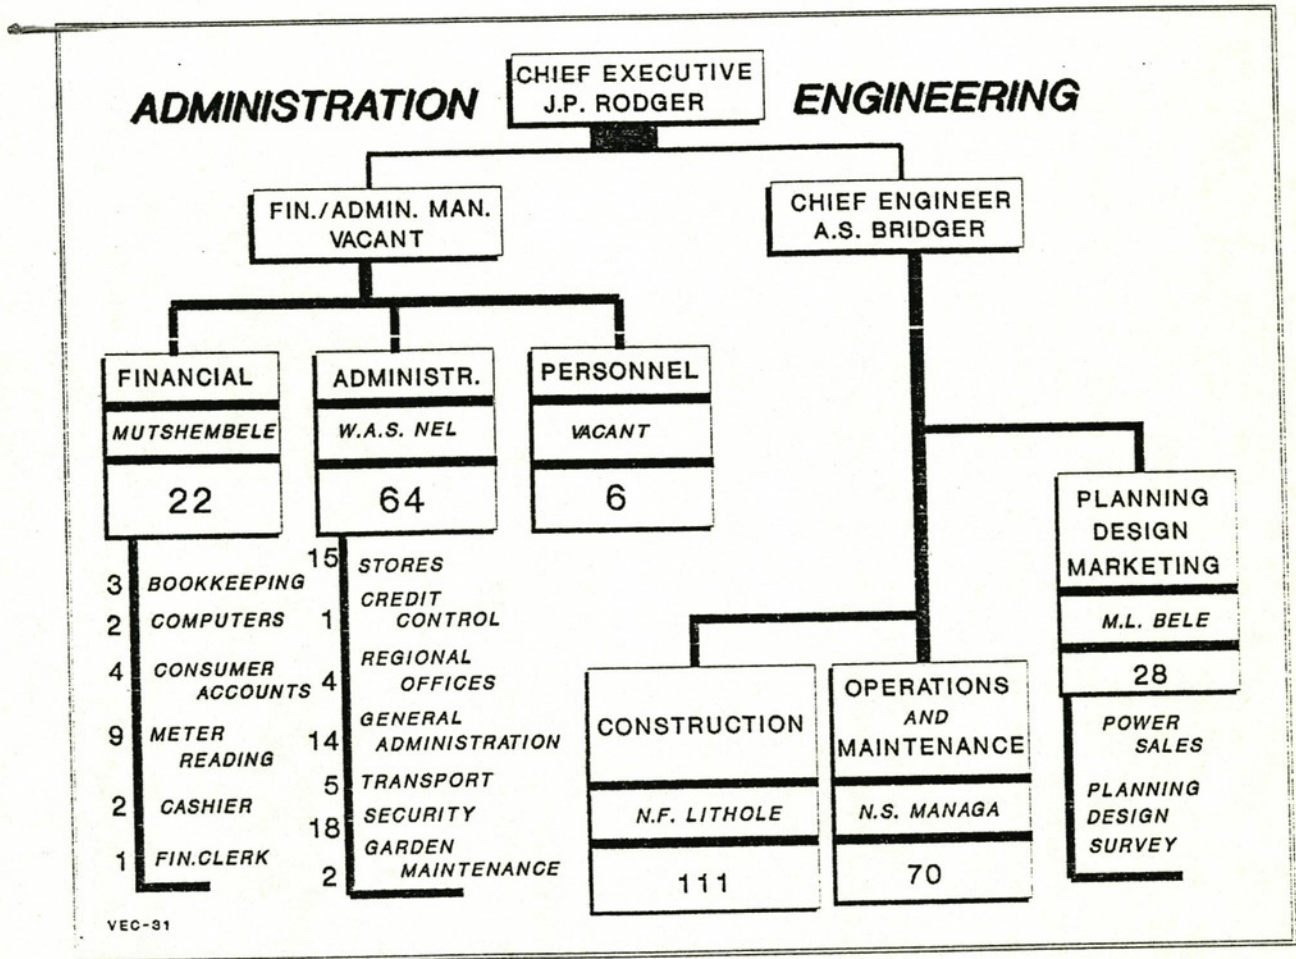 CHIEF EXECUTIVE
J.P. RODGER
ADMINISTRATION
ENGINEERING
FIN./ADMIN. MAN.
VACANT
CHIEF ENGINEER
A.S. BRIDGER
FINANCIAL
MUTSHEMBELE
22
3 BOOKKEEPING
2 COMPUTERS
4 CONSUMER
ACCOUNTS
9 METER
READING
2 CASHIER
1 FIN.CLERK
ADMINISTR.
W.A.S. NEL
64
15 STORES
CREDIT
1 CONTROL
REGIONAL
4 OFFICES
GENERAL
14 ADMINISTRATION
5 TRANSPORT
18 SECURITY
GARDEN
2 MAINTENANCE
PERSONNEL
VACANT
6
CONSTRUCTION
N.F. LITHOLE
111
OPERATIONS
AND
MAINTENANCE
N.S. MANAGA
70
PLANNING
DESIGN
MARKETING
M.L. BELE
28
POWER
SALES
PLANNING
DESIGN
SURVEY
VEC-31